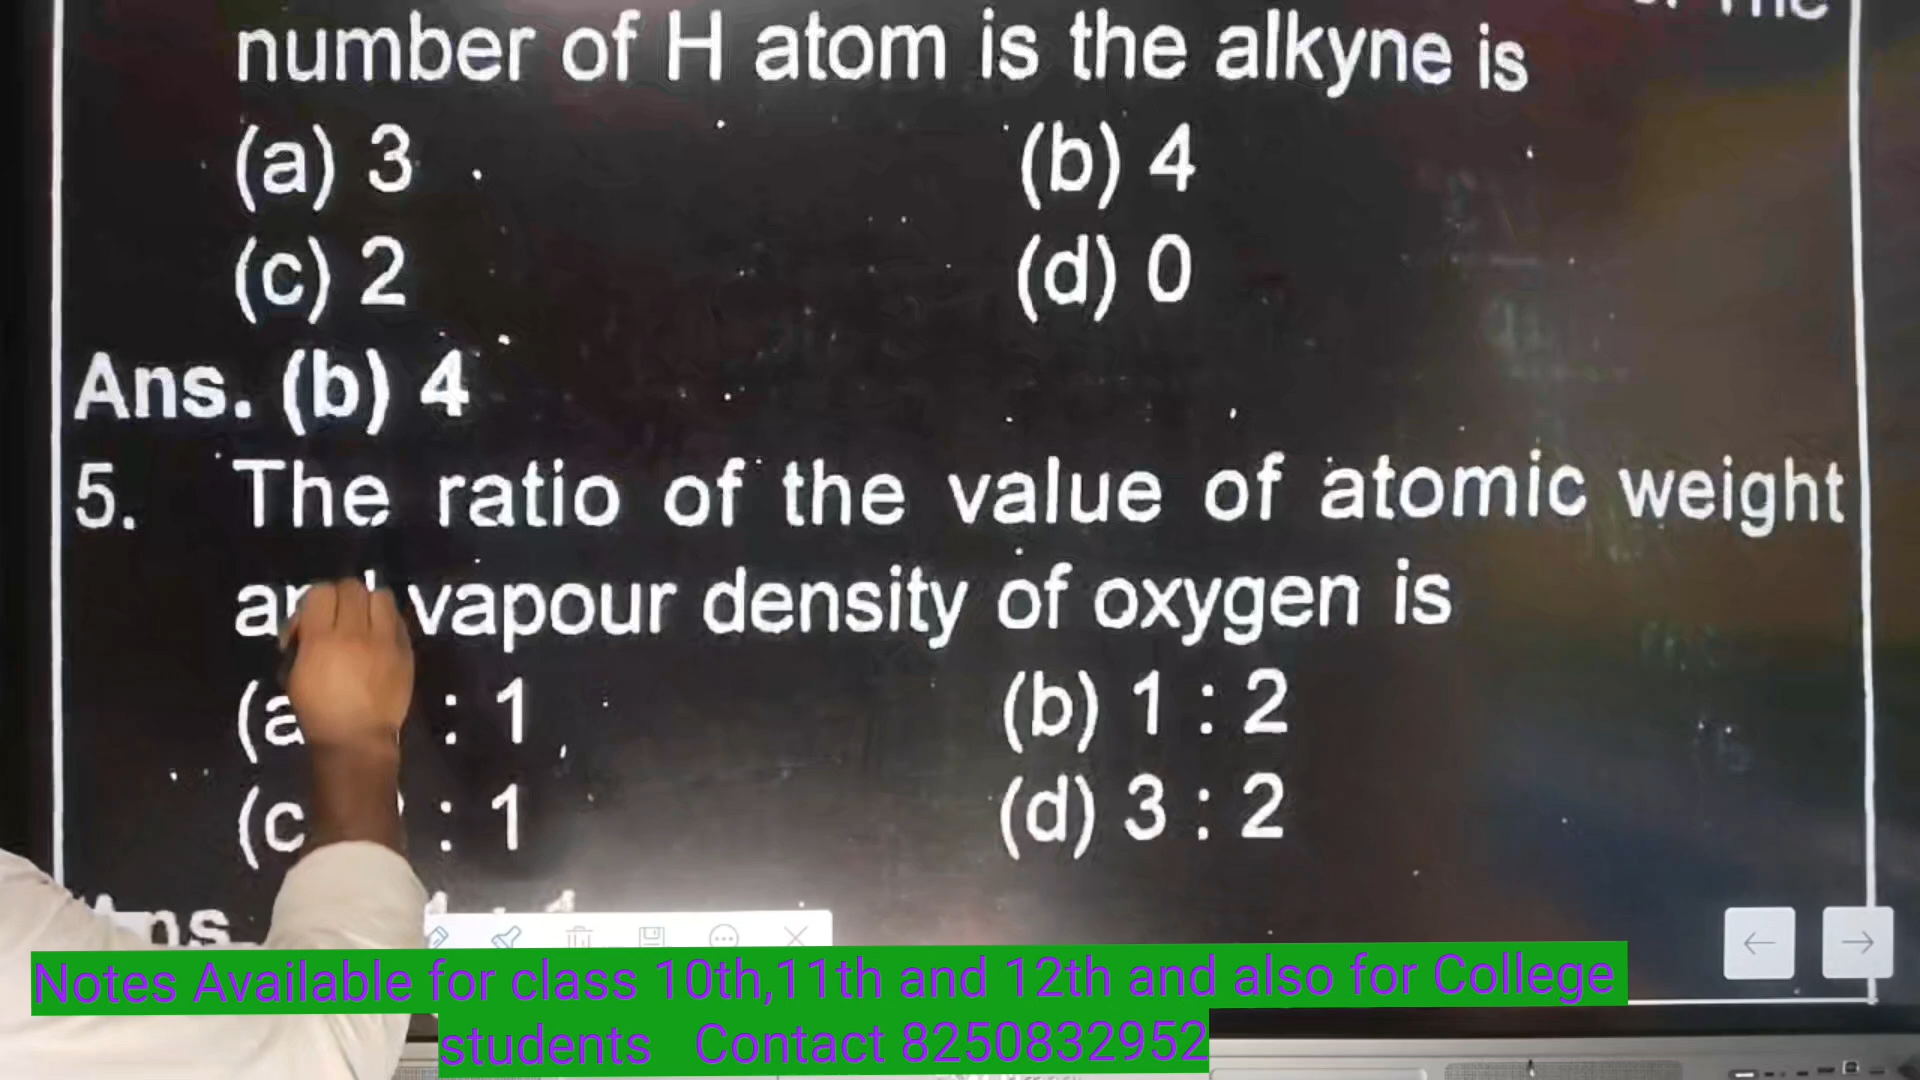 number of H atom is the alkyne is
(a) 3 (b) 4
(c) 2 (d) 0
Ans. (b) 4
5. The ratio of the value of atomic weight
vapour density of oxygen is
: 1 (b) 1 : 2
: 1 (d) 3 : 2
Notes Available for class 10th,11th and 12th and also for College
students Contact 8250832952